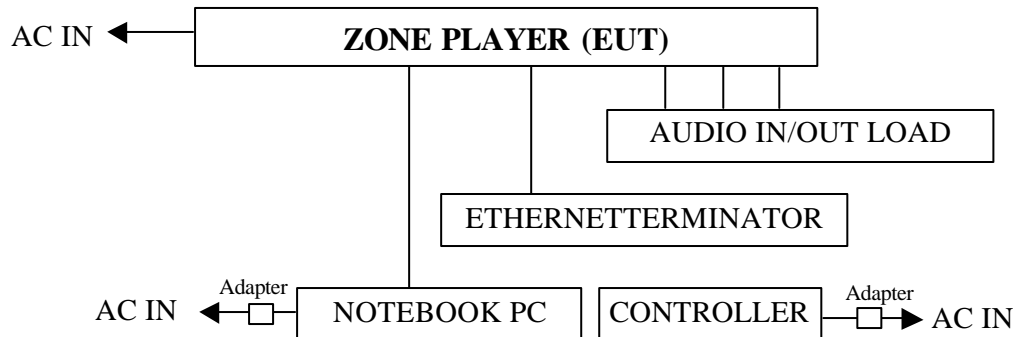 AC IN
ZONE PLAYER (EUT)
AUDIO IN/OUT LOAD
ETHERNETTERMINATOR
AC IN
Adapter
NOTEBOOK PC
CONTROLLER
Adapter
AC IN